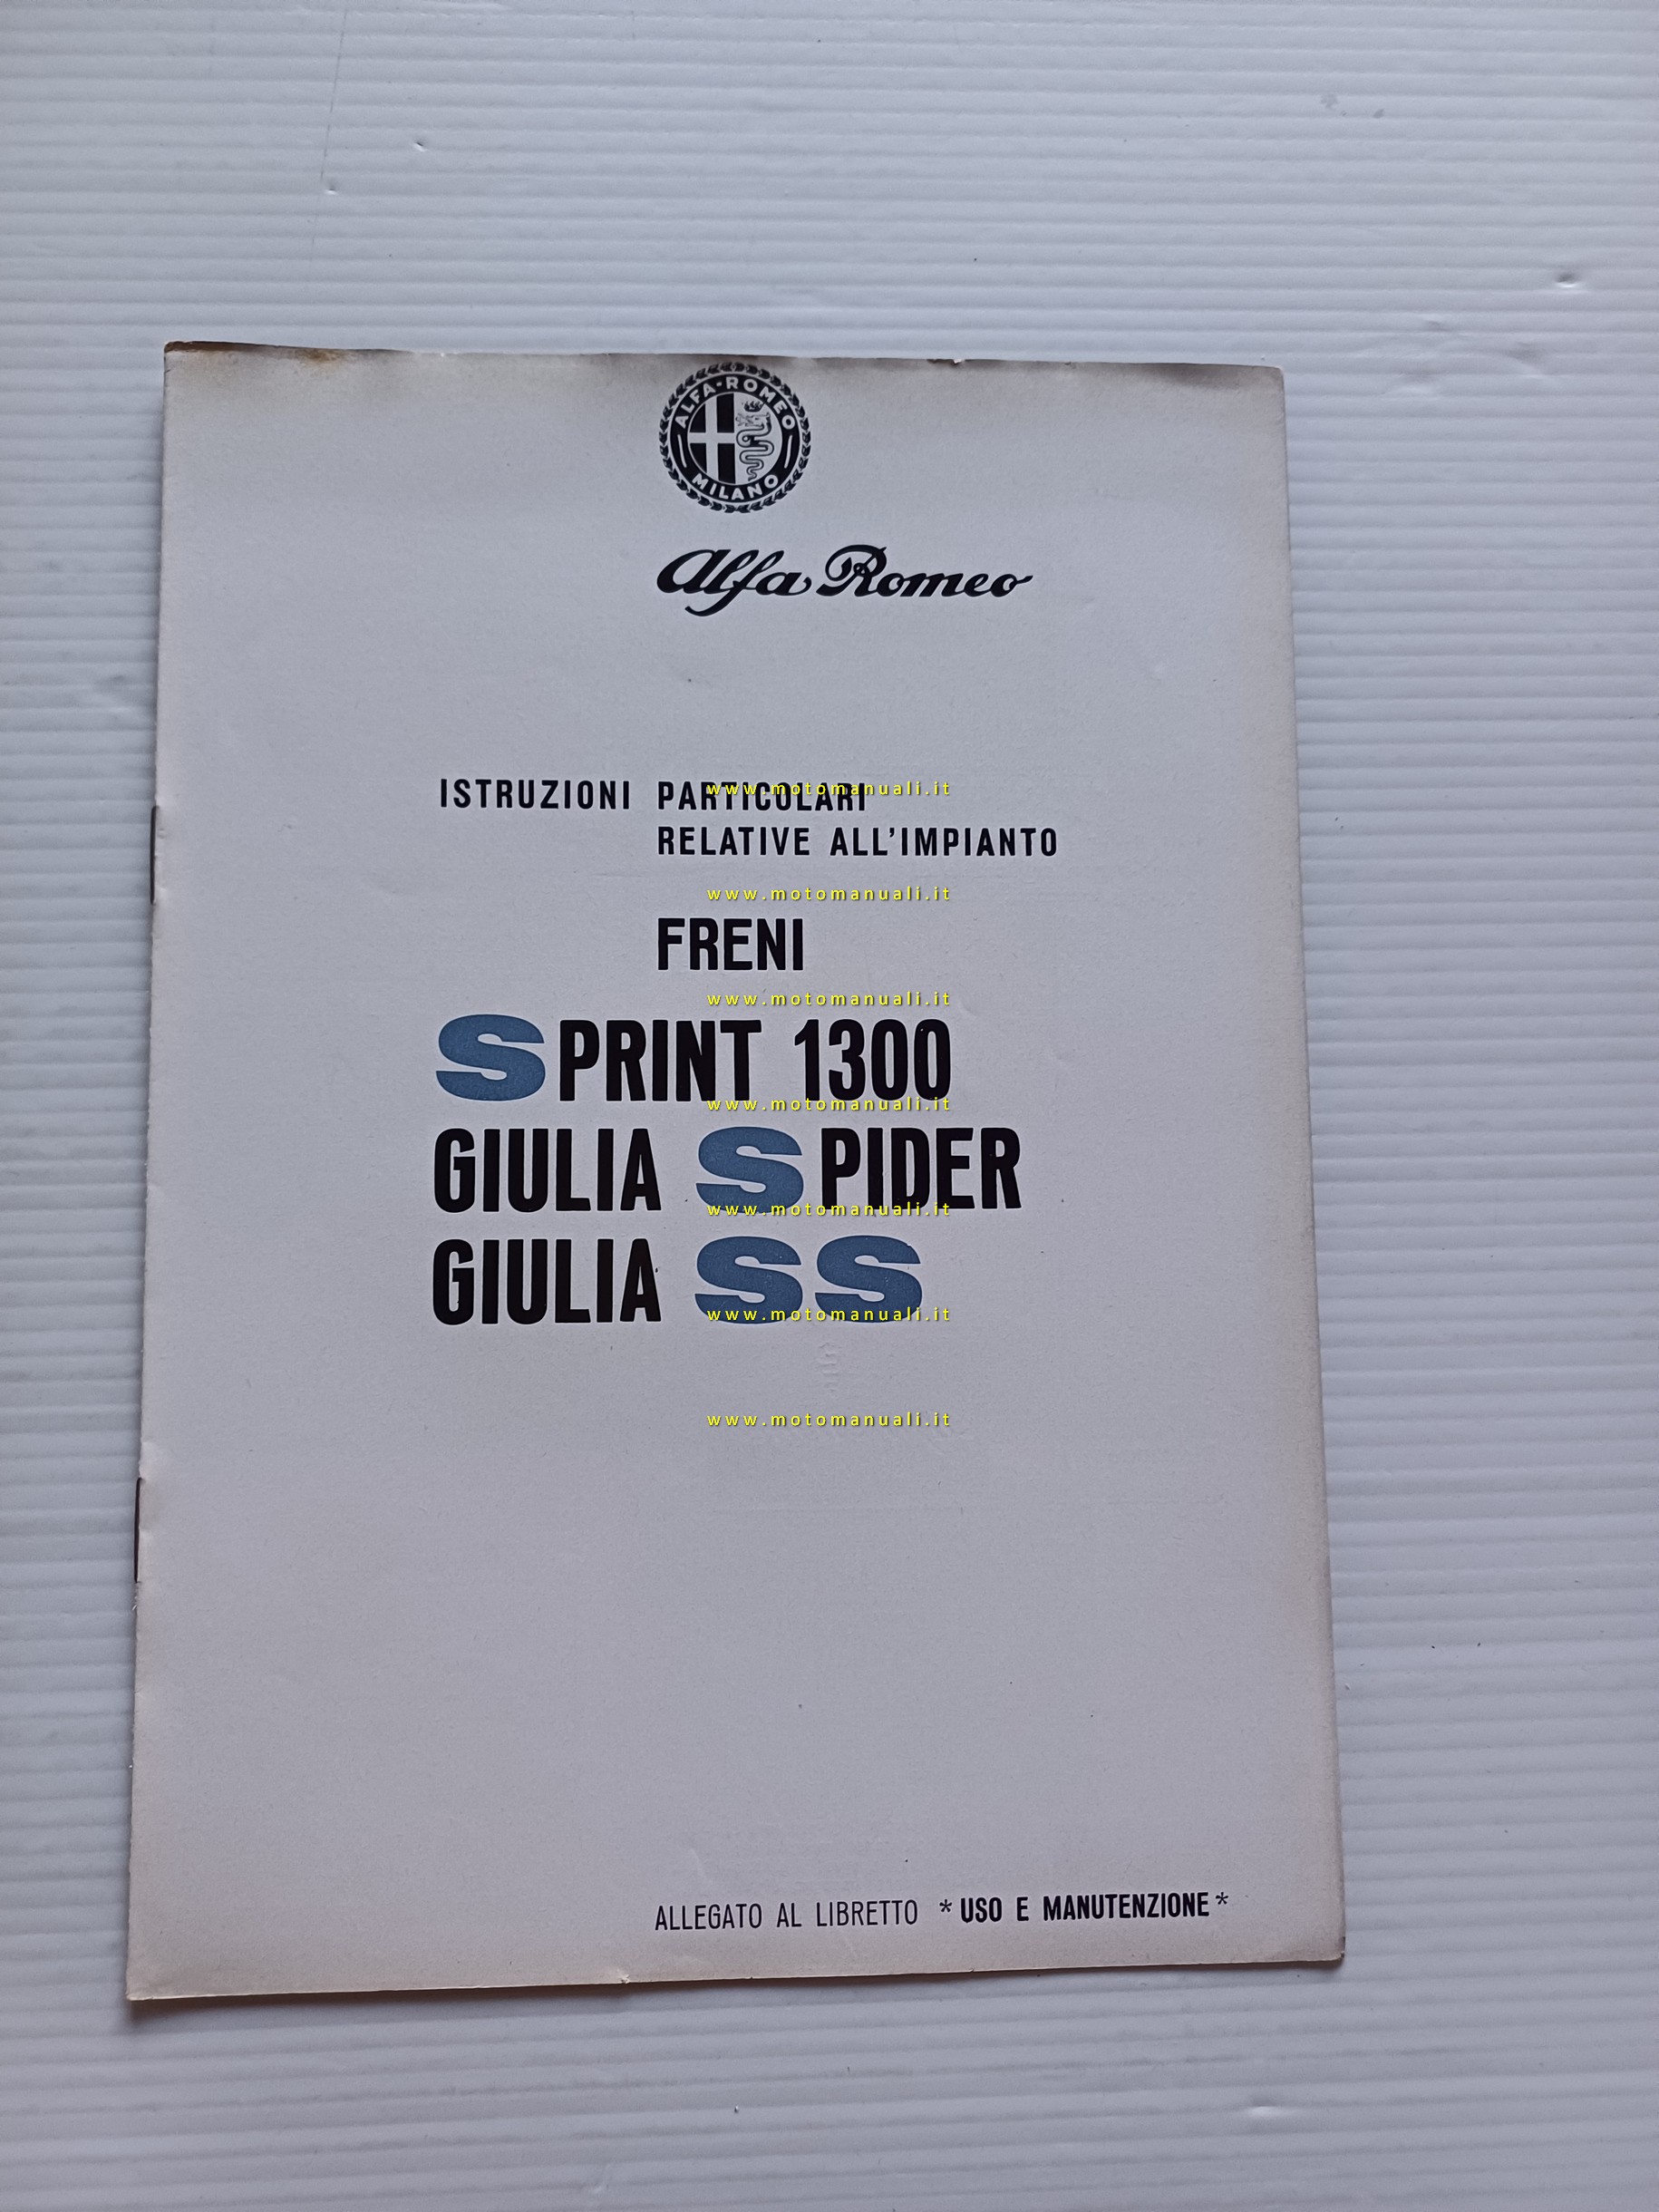 ALFA-ROMEO
MILANO
Alfa Romeo
ISTRUZIONI PARTICOLARI
www.motomanuali.it
RELATIVE ALL'IMPIANTO
www.motomanuali.it
FRENI
www.motomanuali.it
SPRINT 1300
www.motomanuali.it
GIULIA SPIDER
www.motomanuali.it
GIULIA SS
www.motomanuali.it
www.motomanuali.it
ALLEGATO AL LIBRETTO *USO E MANUTENZIONE*